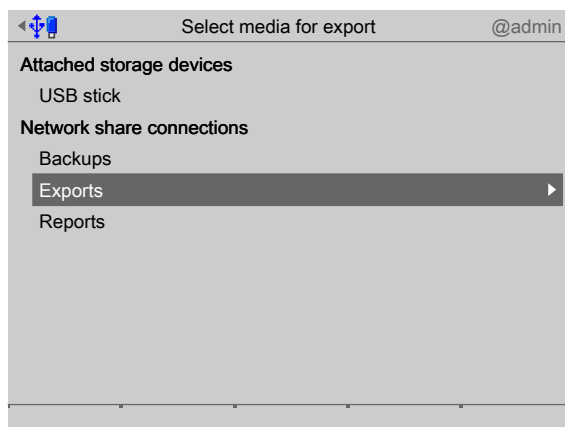 Select media for export @admin
Attached storage devices
USB stick
Network share connections
Backups
Exports
Reports